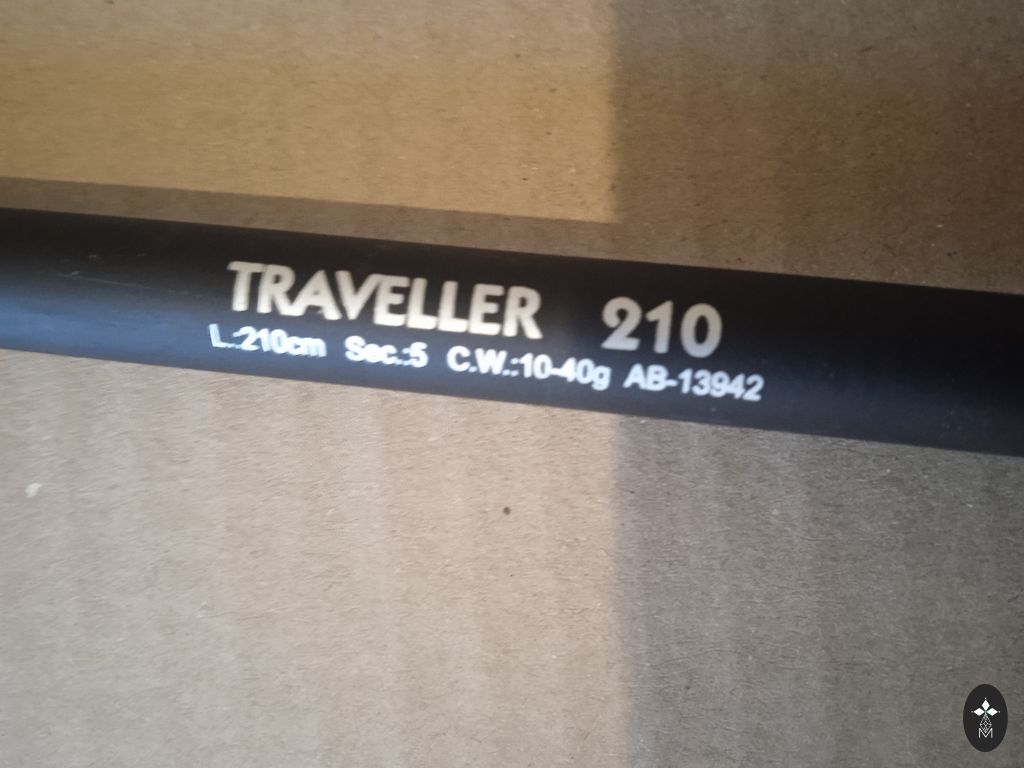 TRAVELLER 210
L.:210cm Sec.:5 C.W.:10-40g AB-13942
M